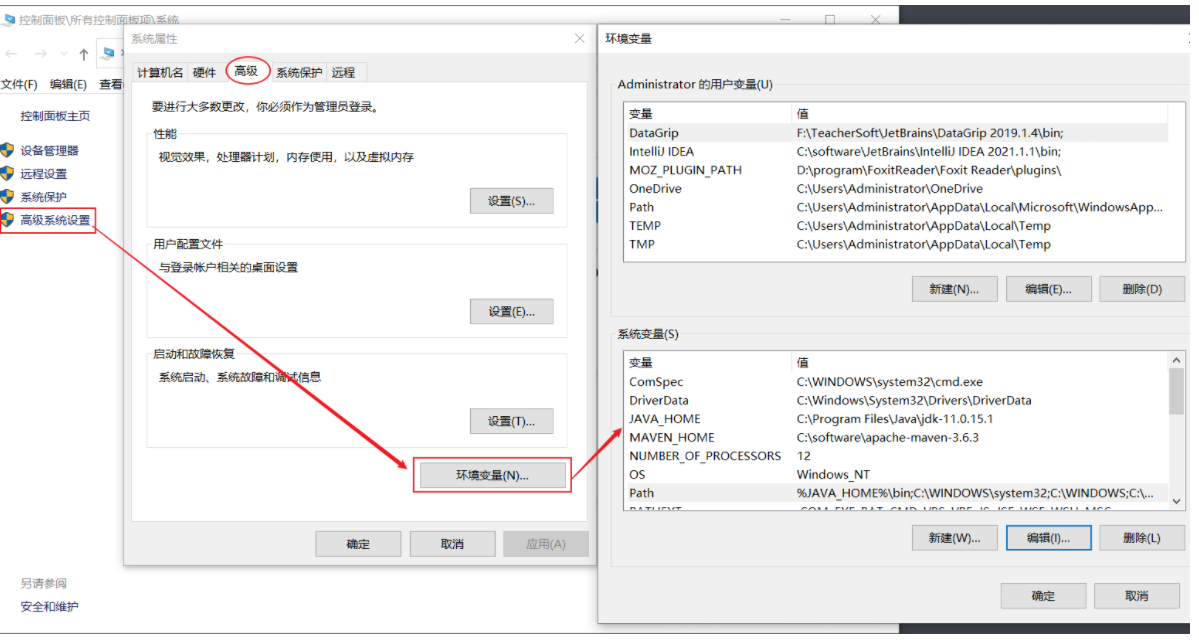 控制面板\所有控制面板项\系统
文件(F) 编辑(E) 查看
控制面板主页
设备管理器
远程设置
系统保护
高级系统设置
另请参阅
安全和维护
系统属性
计算机名 硬件 高级 系统保护 远程
要进行大多数更改，你必须作为管理员登录。
性能
视觉效果，处理器计划，内存使用，以及虚拟内存
设置(S)...
用户配置文件
与登录帐户相关的桌面设置
设置(E)...
启动和故障恢复
系统启动、系统故障和调试信息
设置(T)...
环境变量(N)...
确定 取消 应用(A)
环境变量
Administrator 的用户变量(U)
变量 值
DataGrip F:\TeacherSoft\JetBrains\DataGrip 2019.1.4\bin;
IntelliJ IDEA C:\software\JetBrains\IntelliJ IDEA 2021.1.1\bin;
MOZ_PLUGIN_PATH D:\program\FoxitReader\Foxit Reader\plugins\
OneDrive C:\Users\Administrator\OneDrive
Path C:\Users\Administrator\AppData\Local\Microsoft\WindowsApp...
TEMP C:\Users\Administrator\AppData\Local\Temp
TMP C:\Users\Administrator\AppData\Local\Temp
新建(N)... 编辑(E)... 删除(D)
系统变量(S)
变量 值
ComSpec C:\WINDOWS\system32\cmd.exe
DriverData C:\Windows\System32\Drivers\DriverData
JAVA_HOME C:\Program Files\Java\jdk-11.0.15.1
MAVEN_HOME C:\software\apache-maven-3.6.3
NUMBER_OF_PROCESSORS 12
OS Windows_NT
Path %JAVA_HOME%\bin;C:\WINDOWS\system32;C:\WINDOWS;C:\...
PATHEXT .COM;.EXE;.BAT;.CMD;.VBS;.VBE;.JS;.JSE;.WSF;.WSH;.MSC
新建(W)... 编辑(I)... 删除(L)
确定 取消